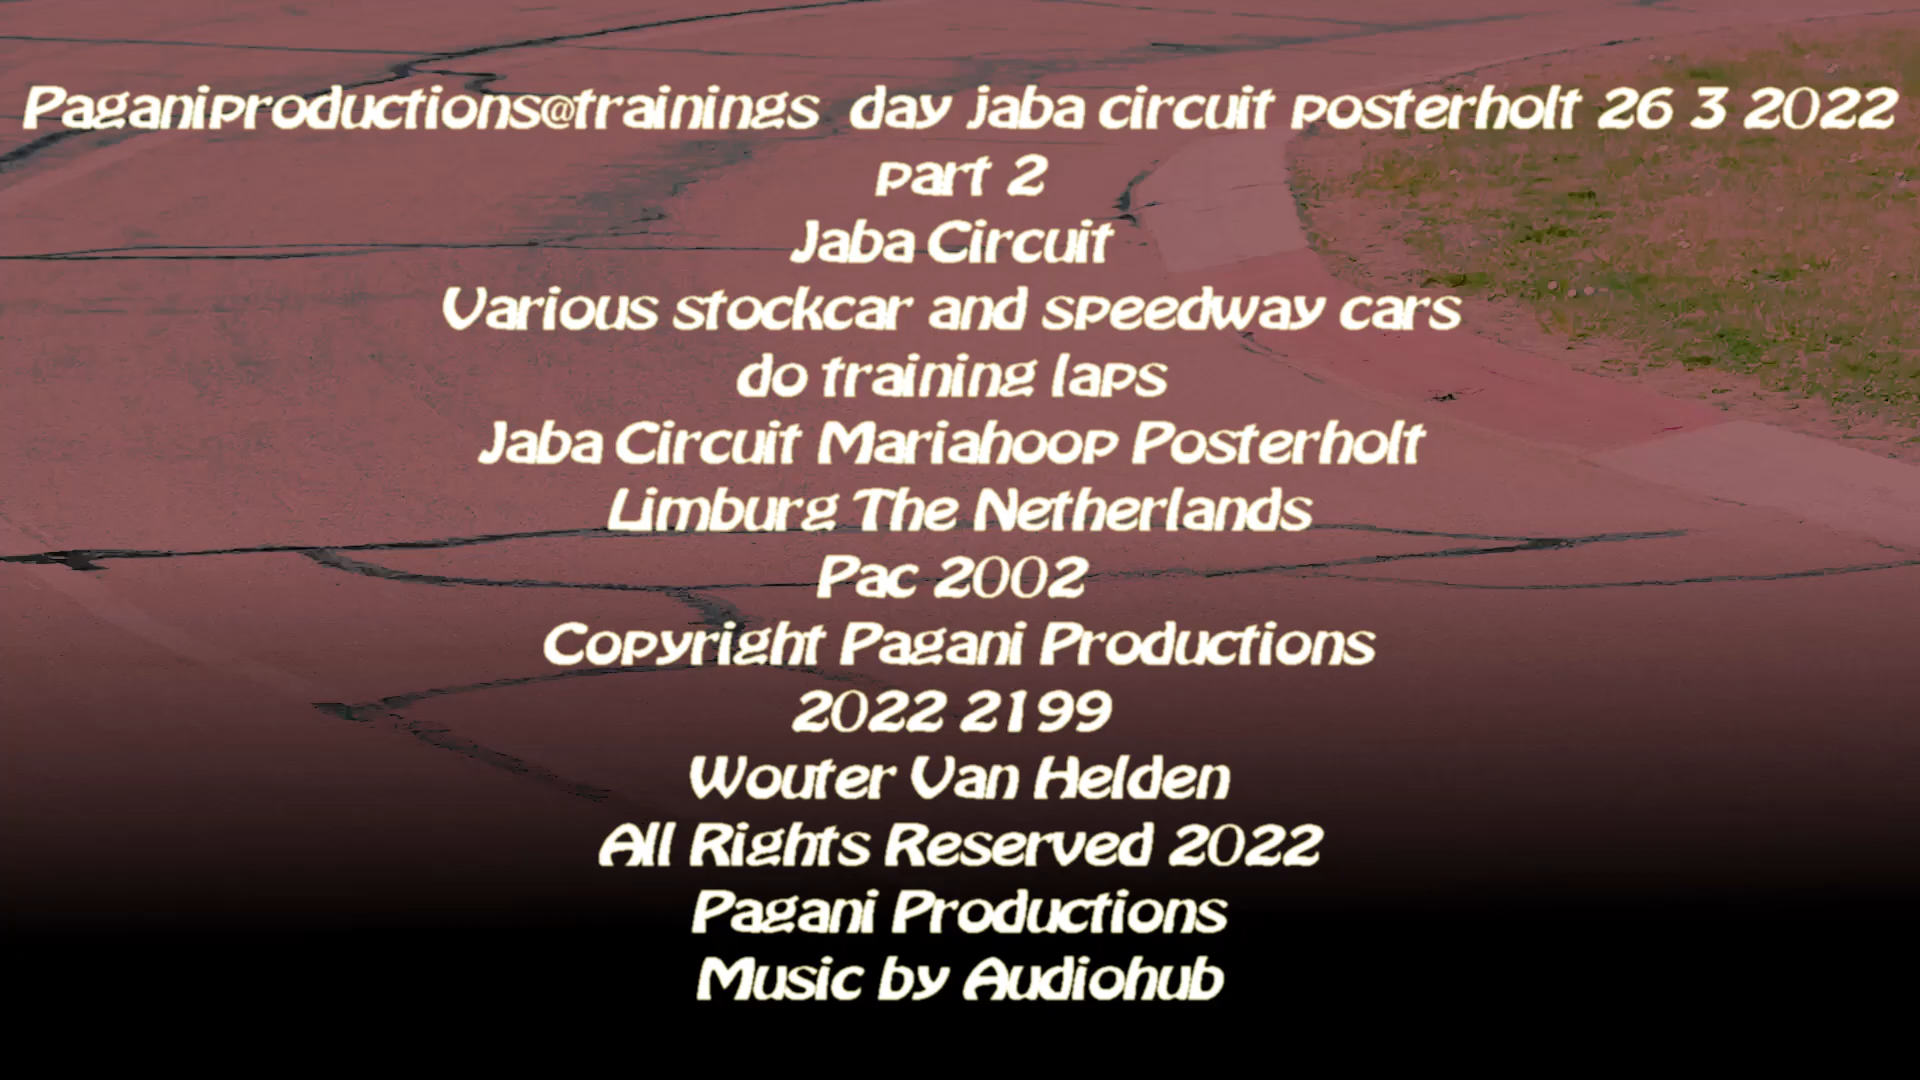 Paganiproductions@trainings day jaba circuit posterholt 26 3 2022
part 2
Jaba Circuit
Various stockcar and speedway cars
do training laps
Jaba Circuit Mariahoop Posterholt
Limburg The Netherlands
Pac 2002
Copyright Pagani Productions
2022 2199
Wouter Van Helden
All Rights Reserved 2022
Pagani Productions
Music by Audiohub